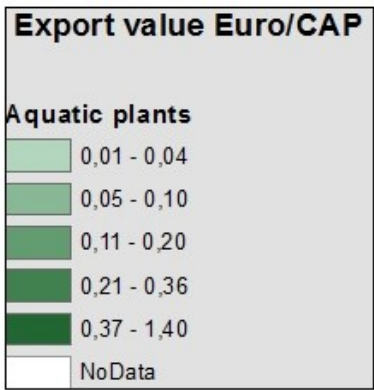 Export value Euro/CAP
Aquatic plants
0,01 - 0,04
0,05 - 0,10
0,11 - 0,20
0,21 - 0,36
0,37 - 1,40
NoData